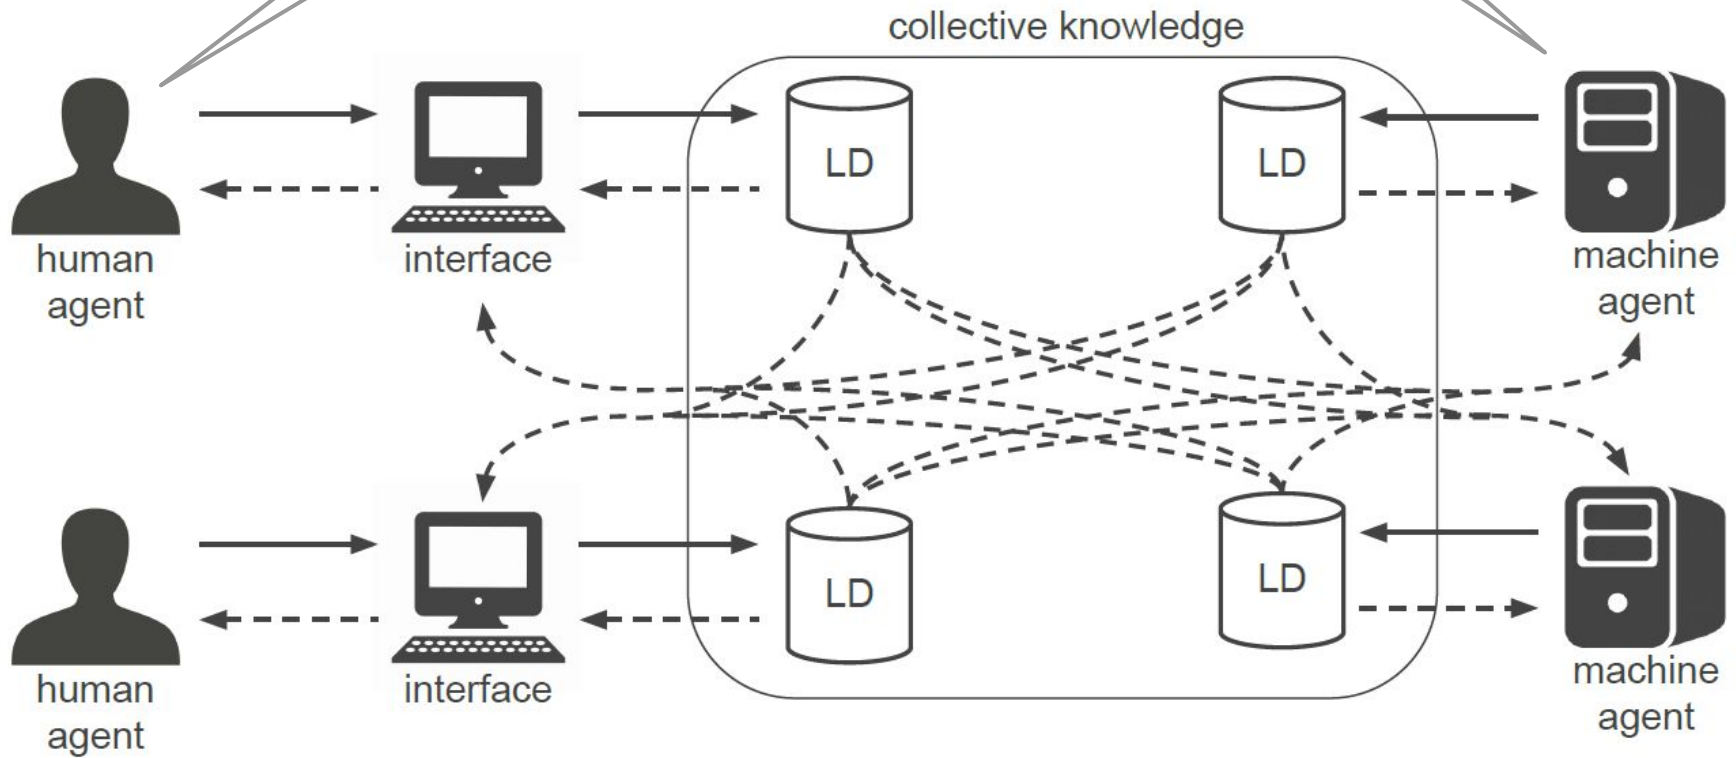 collective knowledge
LD
LD
human
agent
interface
machine
agent
LD
LD
human
agent
interface
machine
agent